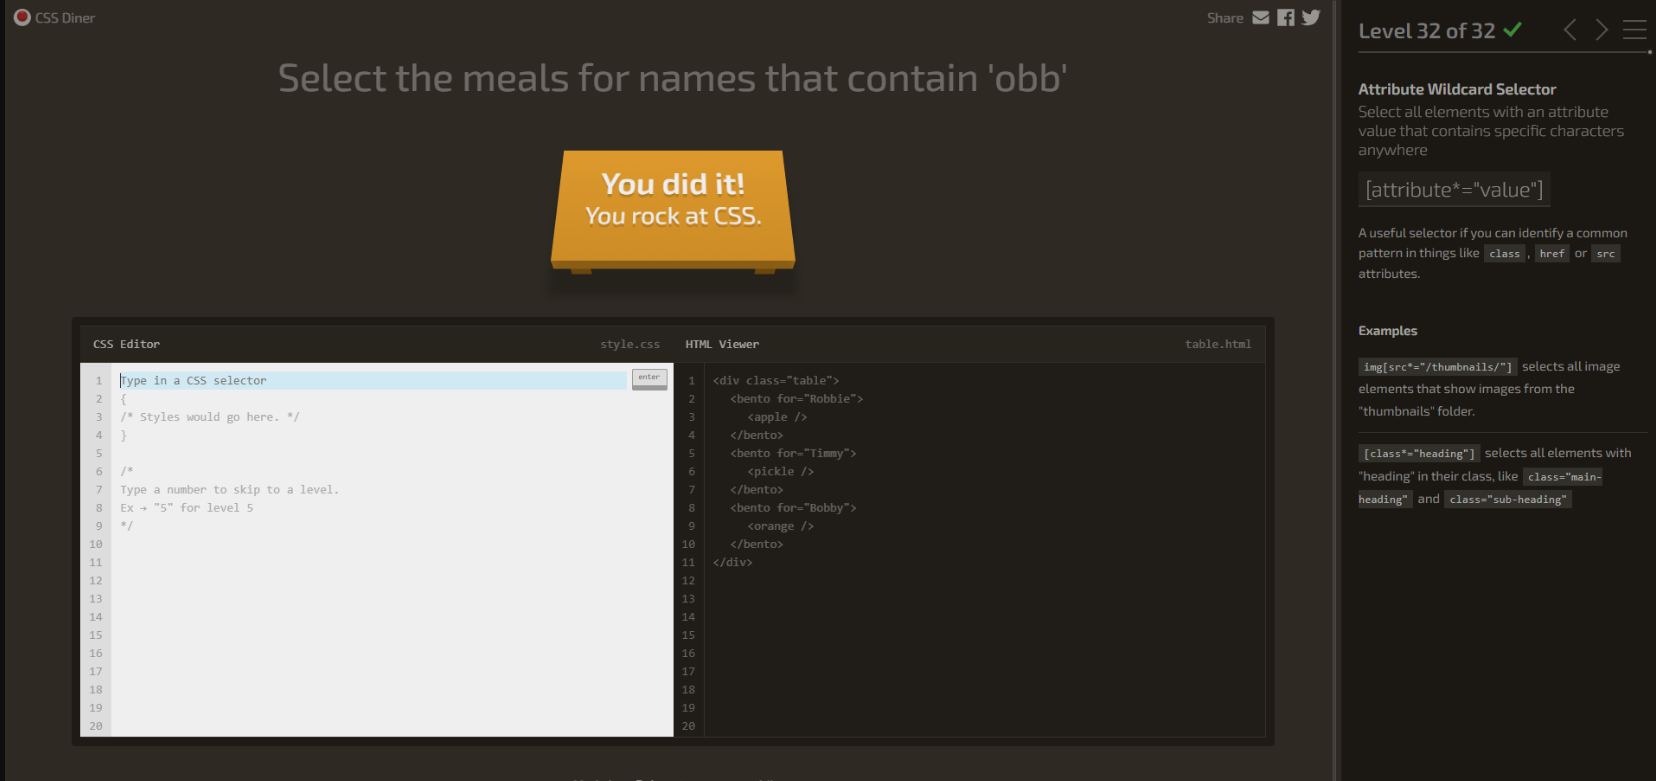 CSS Diner
Share
Select the meals for names that contain 'obb'
You did it!
You rock at CSS.
CSS Editor
style.css
1 Type in a CSS selector
enter
2 {
3 /* Styles would go here. */
4 }
5
6 /*
7 Type a number to skip to a level.
8 Ex → "5" for level 5
9 */
10
11
12
13
14
15
16
17
18
19
20
HTML Viewer
table.html
1 <div class="table">
2 <bento for="Robbie">
3 <apple />
4 </bento>
5 <bento for="Timmy">
6 <pickle />
7 </bento>
8 <bento for="Bobby">
9 <orange />
10 </bento>
11 </div>
12
13
14
15
16
17
18
19
20
Level 32 of 32
Attribute Wildcard Selector
Select all elements with an attribute
value that contains specific characters
anywhere
[attribute*="value"]
A useful selector if you can identify a common
pattern in things like class , href or src
attributes.
Examples
img[src*="/thumbnails/"] selects all image
elements that show images from the
"thumbnails" folder.
[class*="heading"] selects all elements with
"heading" in their class, like class="main-
heading" and class="sub-heading"